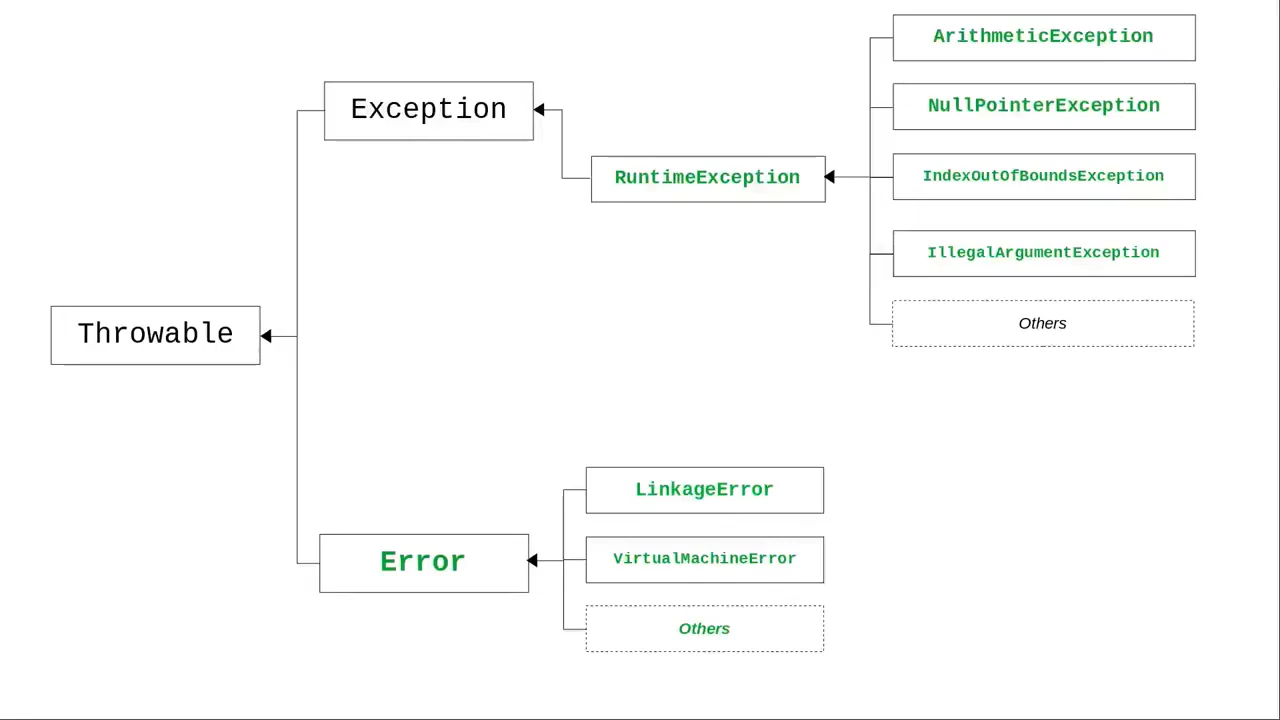 ArithmeticException
Exception
NullPointerException
RuntimeException
IndexOutOfBoundsException
IllegalArgumentException
Others
Throwable
LinkageError
Error
VirtualMachineError
Others